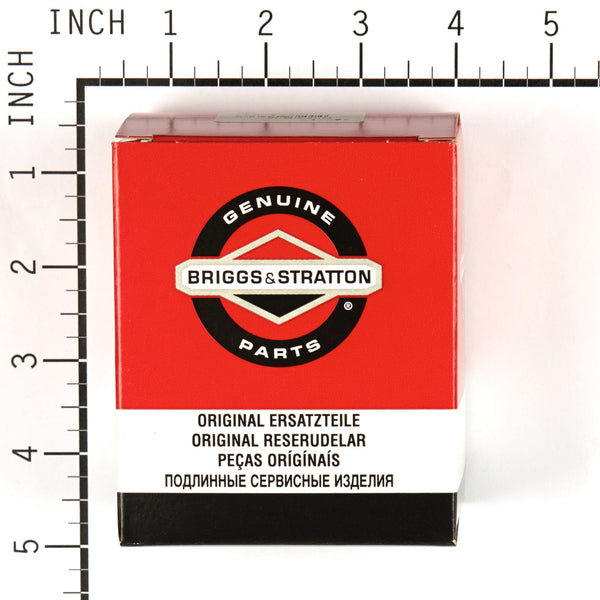 INCH 1 2 3 4 5
INCH
1
2
3
4
5
GENUINE
BRIGGS & STRATTON
®
PARTS
ORIGINAL ERSATZTEILE
ORIGINAL RESERUDELAR
PEÇAS ORÍGÍNAÍS
ПОДЛИННЫЕ СЕРВИСНЫЕ ИЗДЕЛИЯ